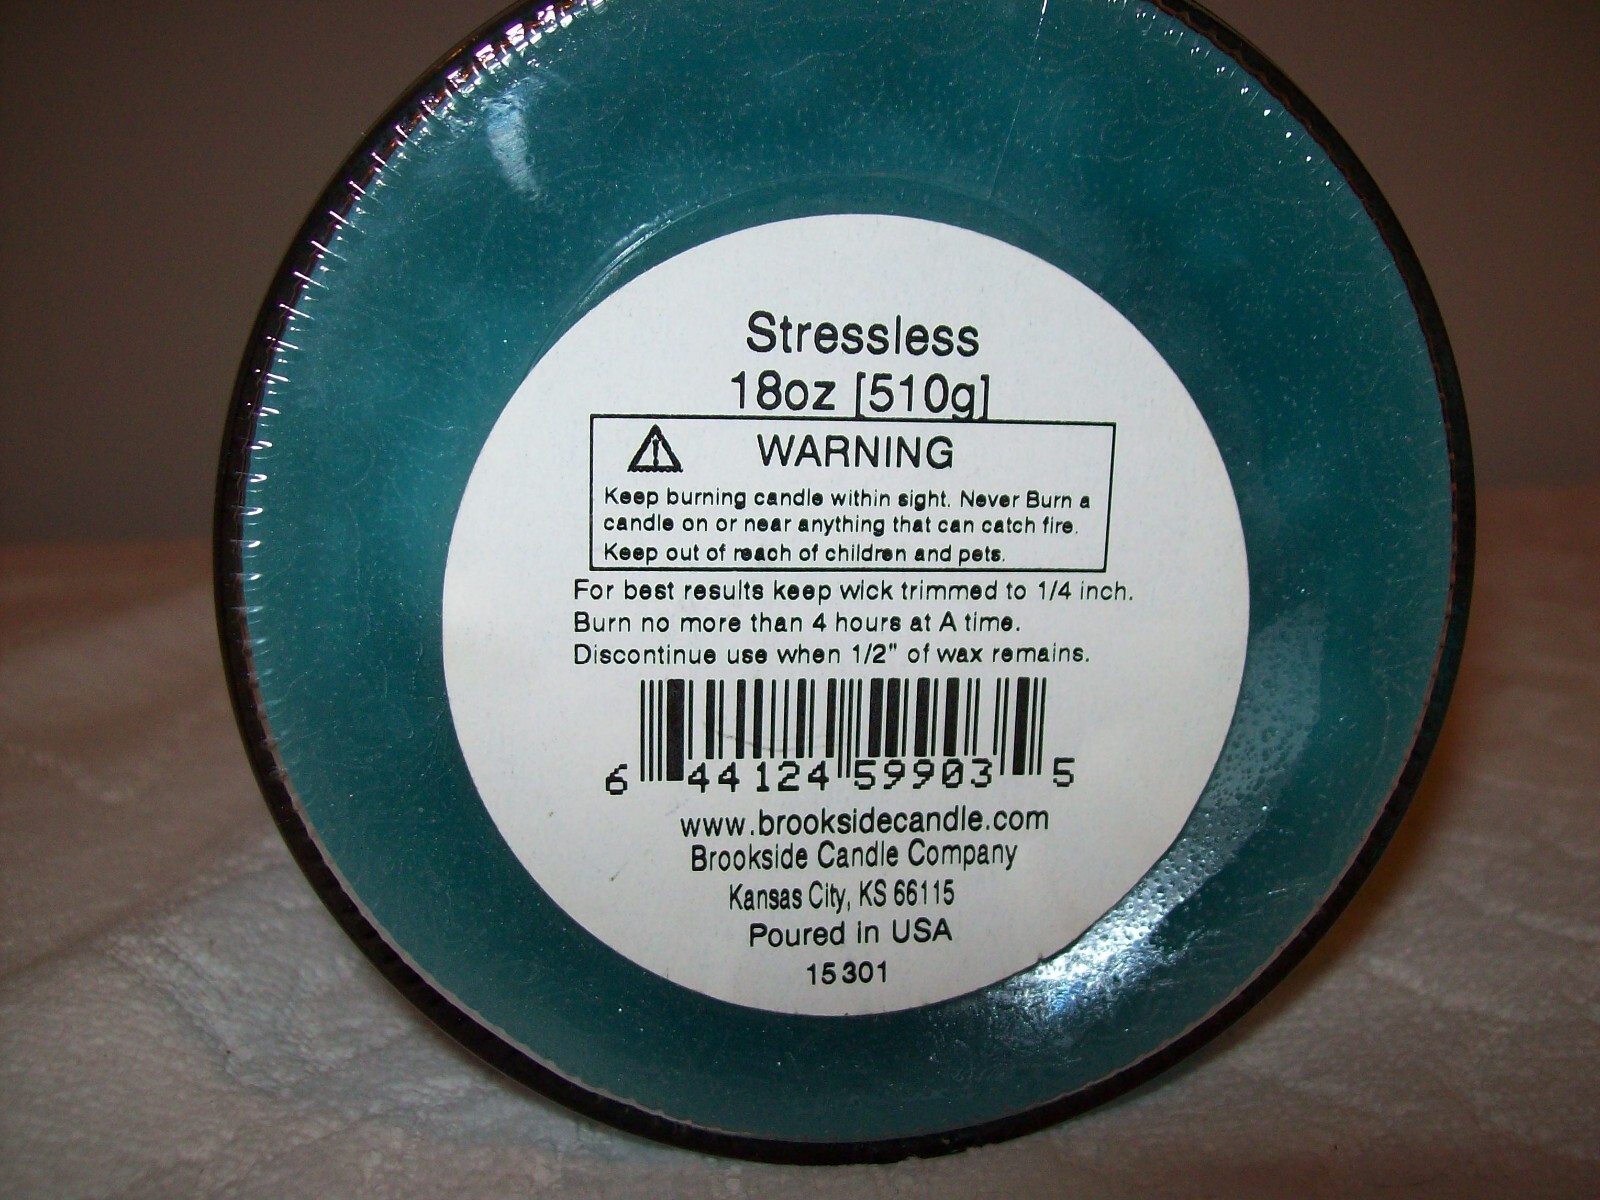 Stressless
18oz [510g]
WARNING
Keep burning candle within sight. Never Burn a
candle on or near anything that can catch fire.
Keep out of reach of children and pets.
For best results keep wick trimmed to 1/4 inch.
Burn no more than 4 hours at A time.
Discontinue use when 1/2" of wax remains.
6 44124 59903 5
www.brooksidecandle.com
Brookside Candle Company
Kansas City, KS 66115
Poured in USA
15301